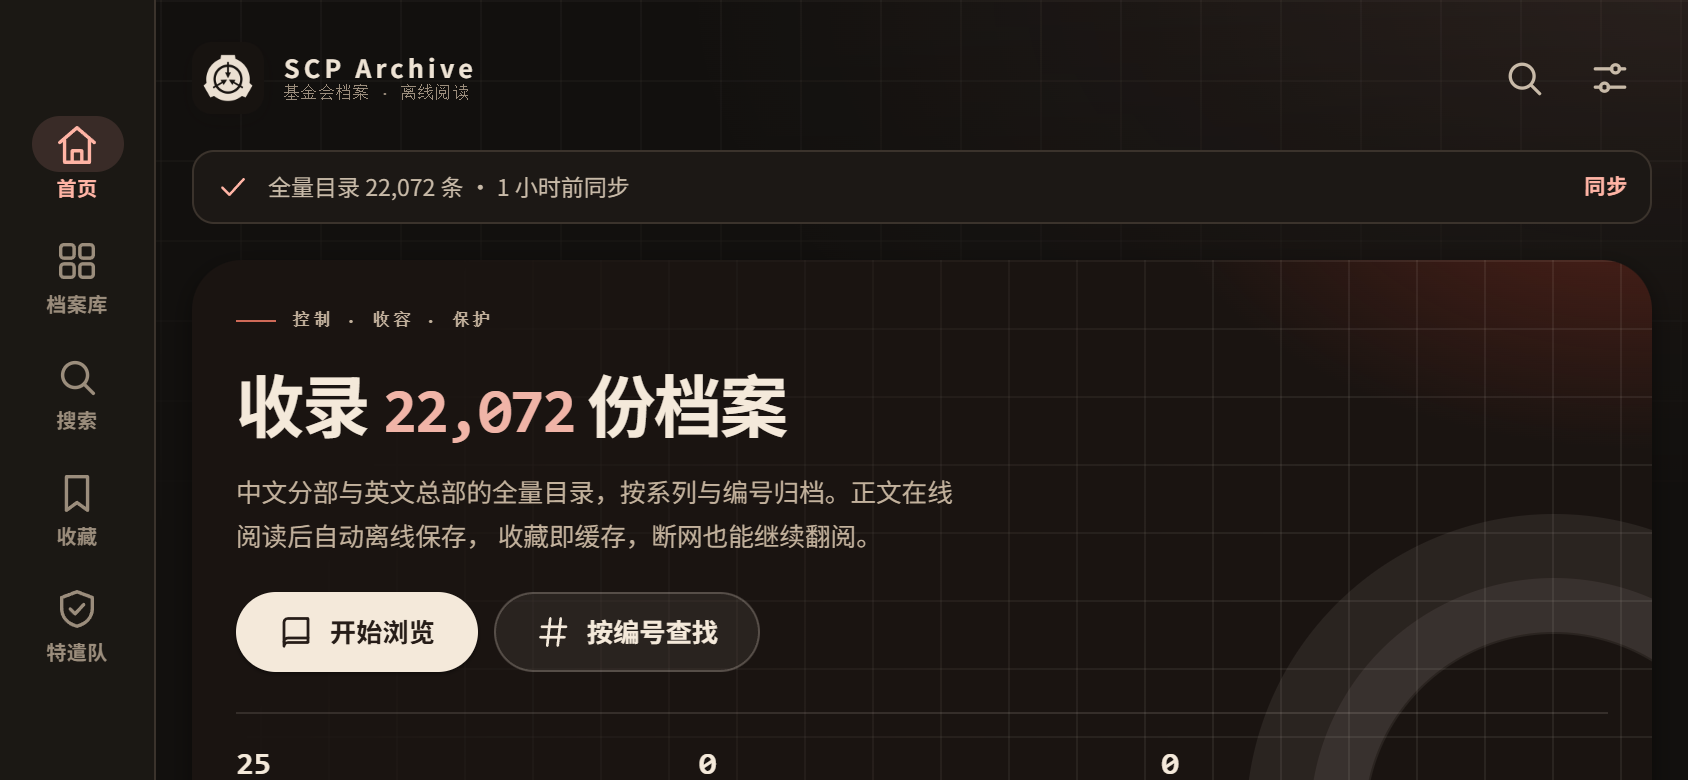 SCP Archive
基金会档案 · 离线阅读
首页
档案库
搜索
收藏
特遣队
全量目录 22,072 条 • 1 小时前同步
同步
控制 · 收容 · 保护
收录 22,072 份档案
中文分部与英文总部的全量目录，按系列与编号归档。正文在线
阅读后自动离线保存， 收藏即缓存，断网也能继续翻阅。
开始浏览
按编号查找
25
0
0